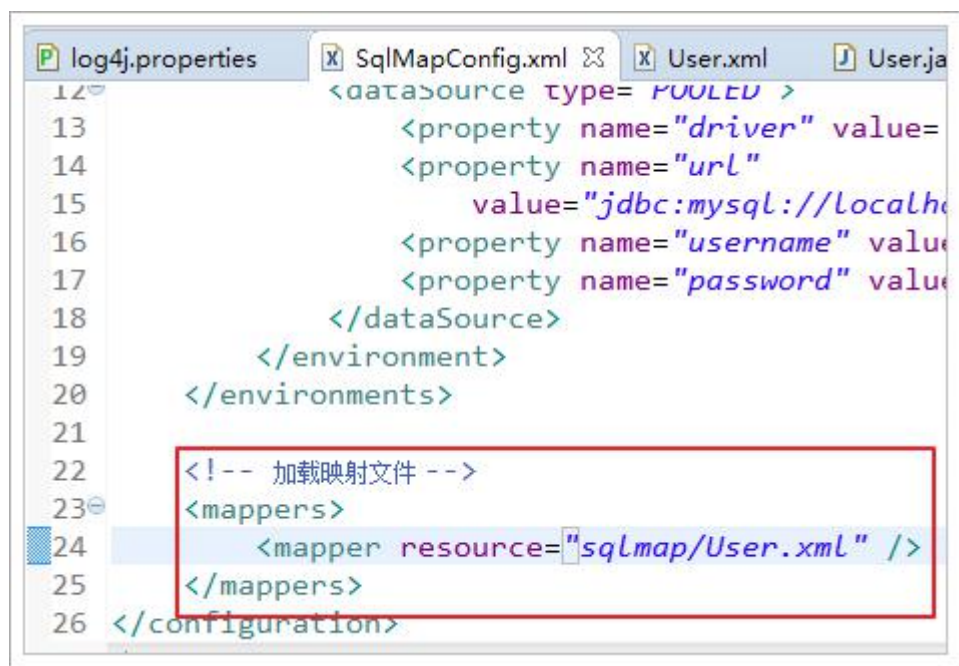 log4j.properties SqlMapConfig.xml User.xml User.ja
12 <dataSource type="POOLED">
13 <property name="driver" value=
14 <property name="url"
15 value="jdbc:mysql://localho
16 <property name="username" value
17 <property name="password" value
18 </dataSource>
19 </environment>
20 </environments>
21
22 <!-- 加载映射文件 -->
23 <mappers>
24 <mapper resource="sqlmap/User.xml" />
25 </mappers>
26 </configuration>